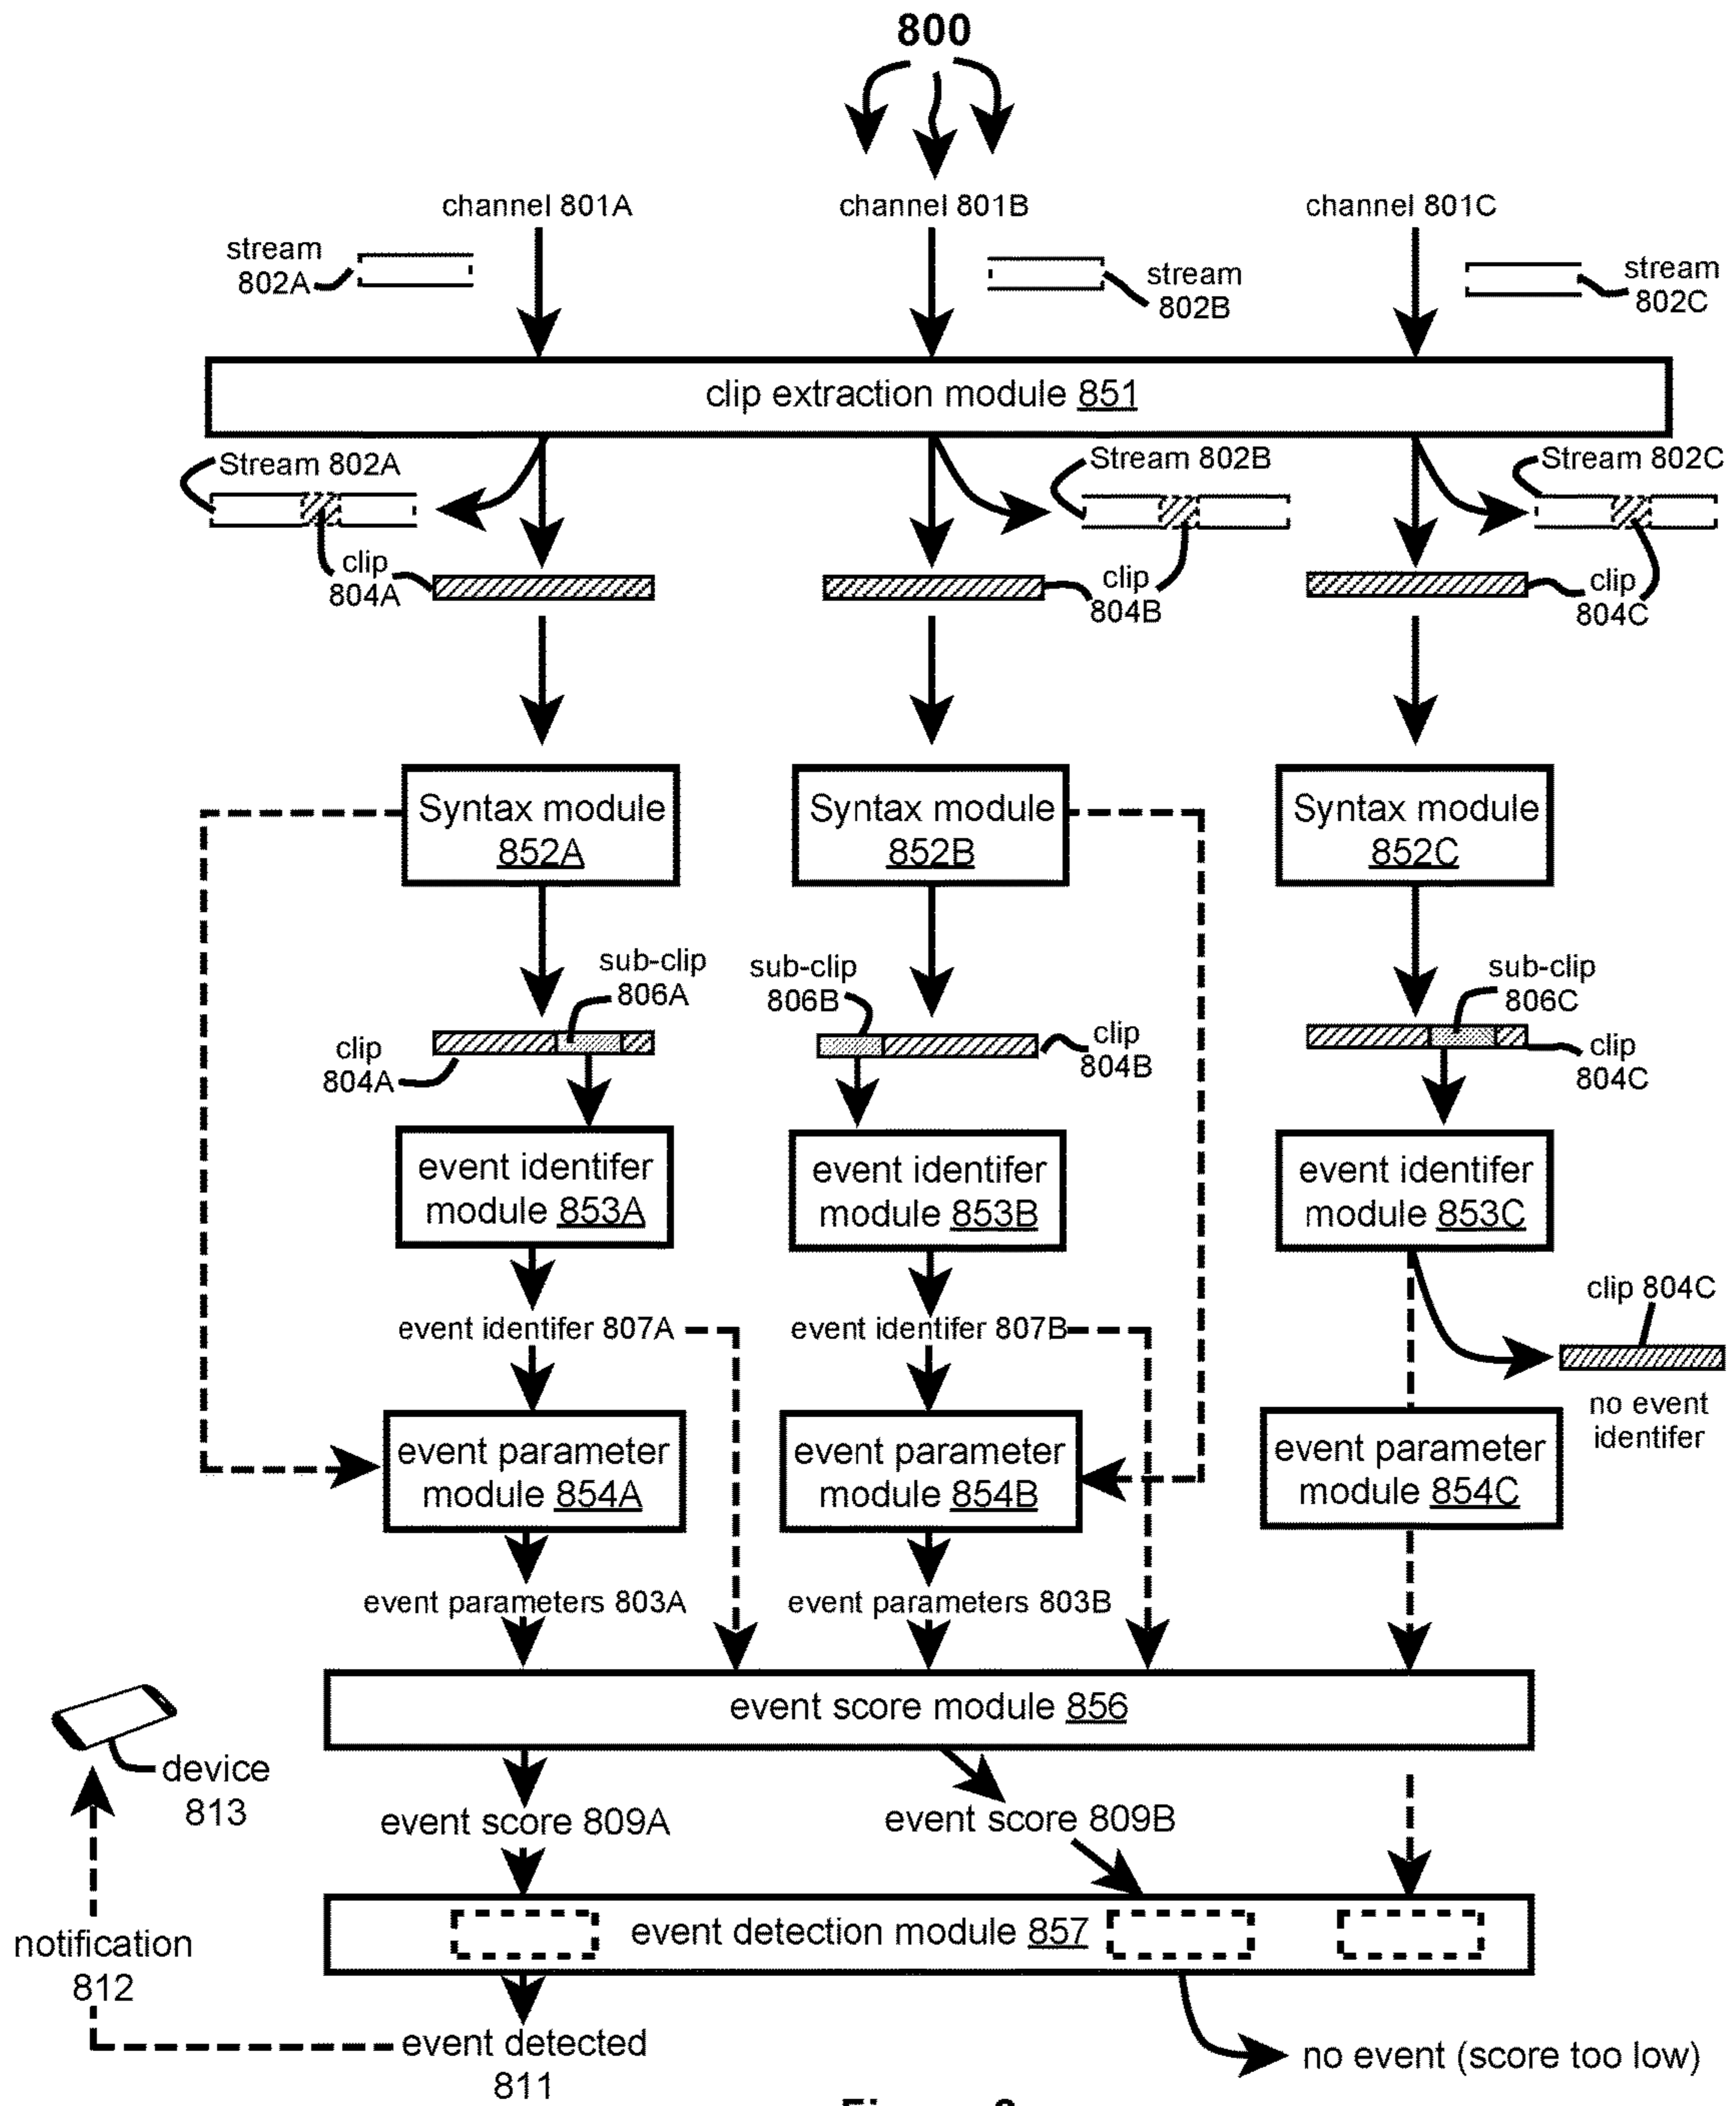 800
channel 801A
channel 801B
channel 801C
stream
802A
stream
802B
stream
802C
clip extraction module 851
Stream 802A
Stream 802B
Stream 802C
clip
804A
clip
804B
clip
804C
Syntax module
852A
Syntax module
852B
Syntax module
852C
sub-clip
806A
sub-clip
806B
sub-clip
806C
clip
804A
clip
804B
clip
804C
event identifer
module 853A
event identifer
module 853B
event identifer
module 853C
clip 804C
event identifer 807A
event identifer 807B
no event
identifer
event parameter
module 854A
event parameter
module 854B
event parameter
module 854C
event parameters 803A
event parameters 803B
event score module 856
device
813
event score 809A
event score 809B
event detection module 857
notification
812
event detected
811
no event (score too low)